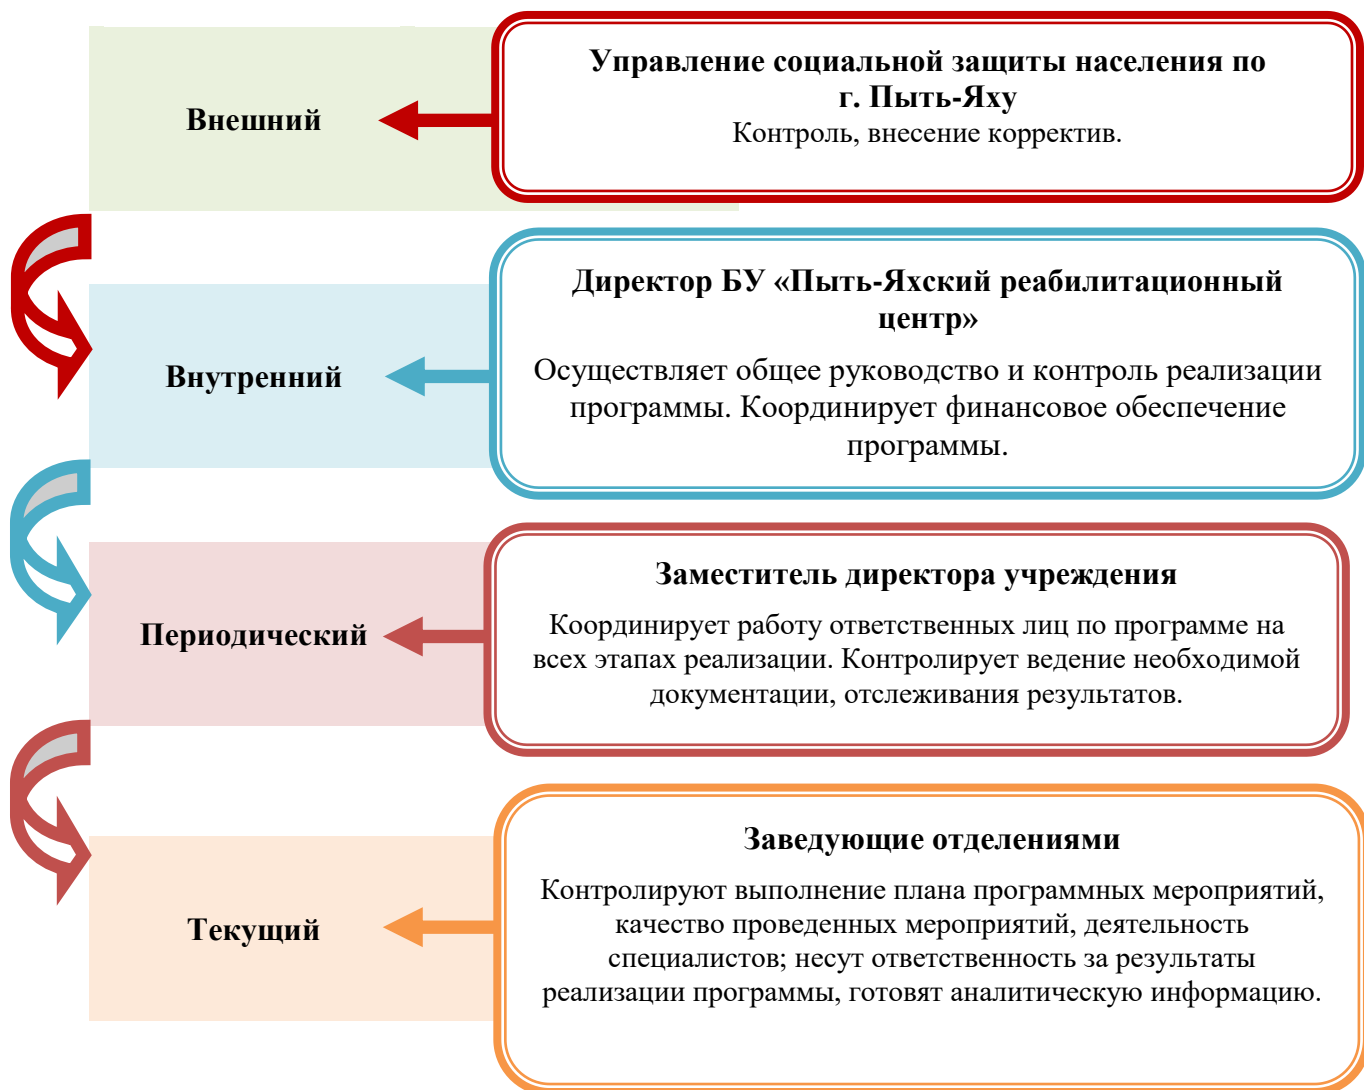 Внешний
Управление социальной защиты населения по
г. Пыть-Яху
Контроль, внесение корректив.
Внутренний
Директор БУ «Пыть-Яхский реабилитационный
центр»
Осуществляет общее руководство и контроль реализации
программы. Координирует финансовое обеспечение
программы.
Периодический
Заместитель директора учреждения
Координирует работу ответственных лиц по программе на
всех этапах реализации. Контролирует ведение необходимой
документации, отслеживания результатов.
Текущий
Заведующие отделениями
Контролируют выполнение плана программных мероприятий,
качество проведенных мероприятий, деятельность
специалистов; несут ответственность за результаты
реализации программы, готовят аналитическую информацию.